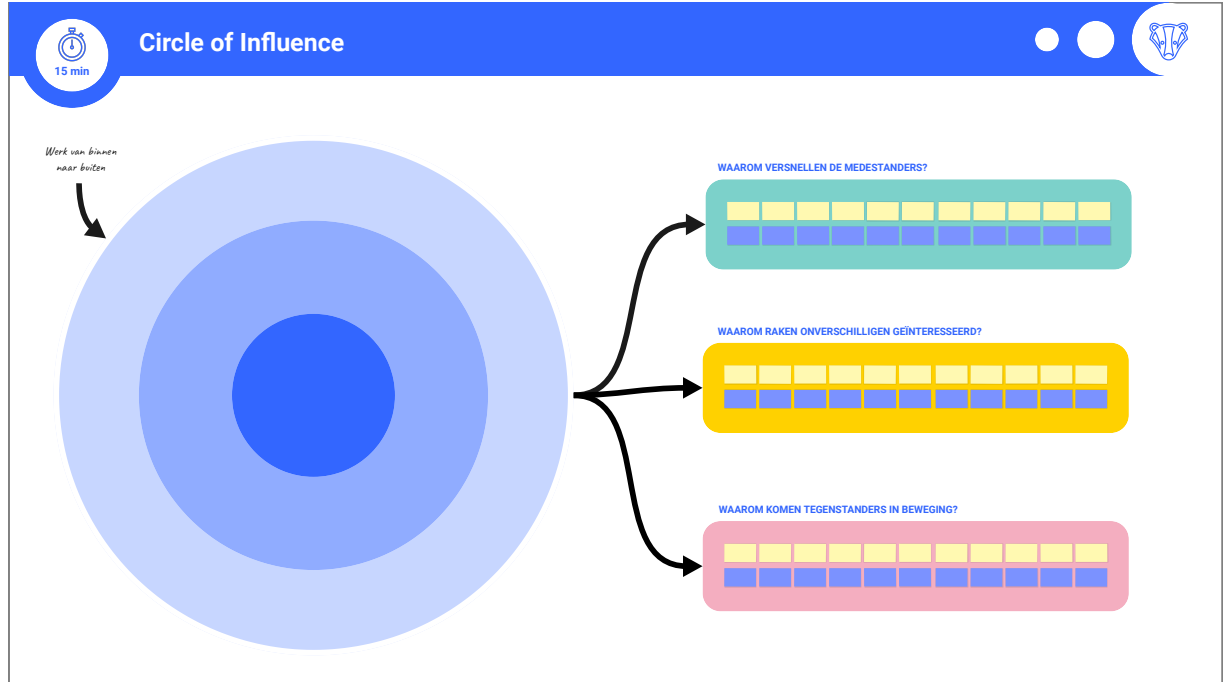 Circle of Influence
15 min
Werk van binnen
naar buiten
WAAROM VERSNELLEN DE MEDESTANDERS?
WAAROM RAKEN ONVERSCHILLIGEN GEÏNTERESSEERD?
WAAROM KOMEN TEGENSTANDERS IN BEWEGING?